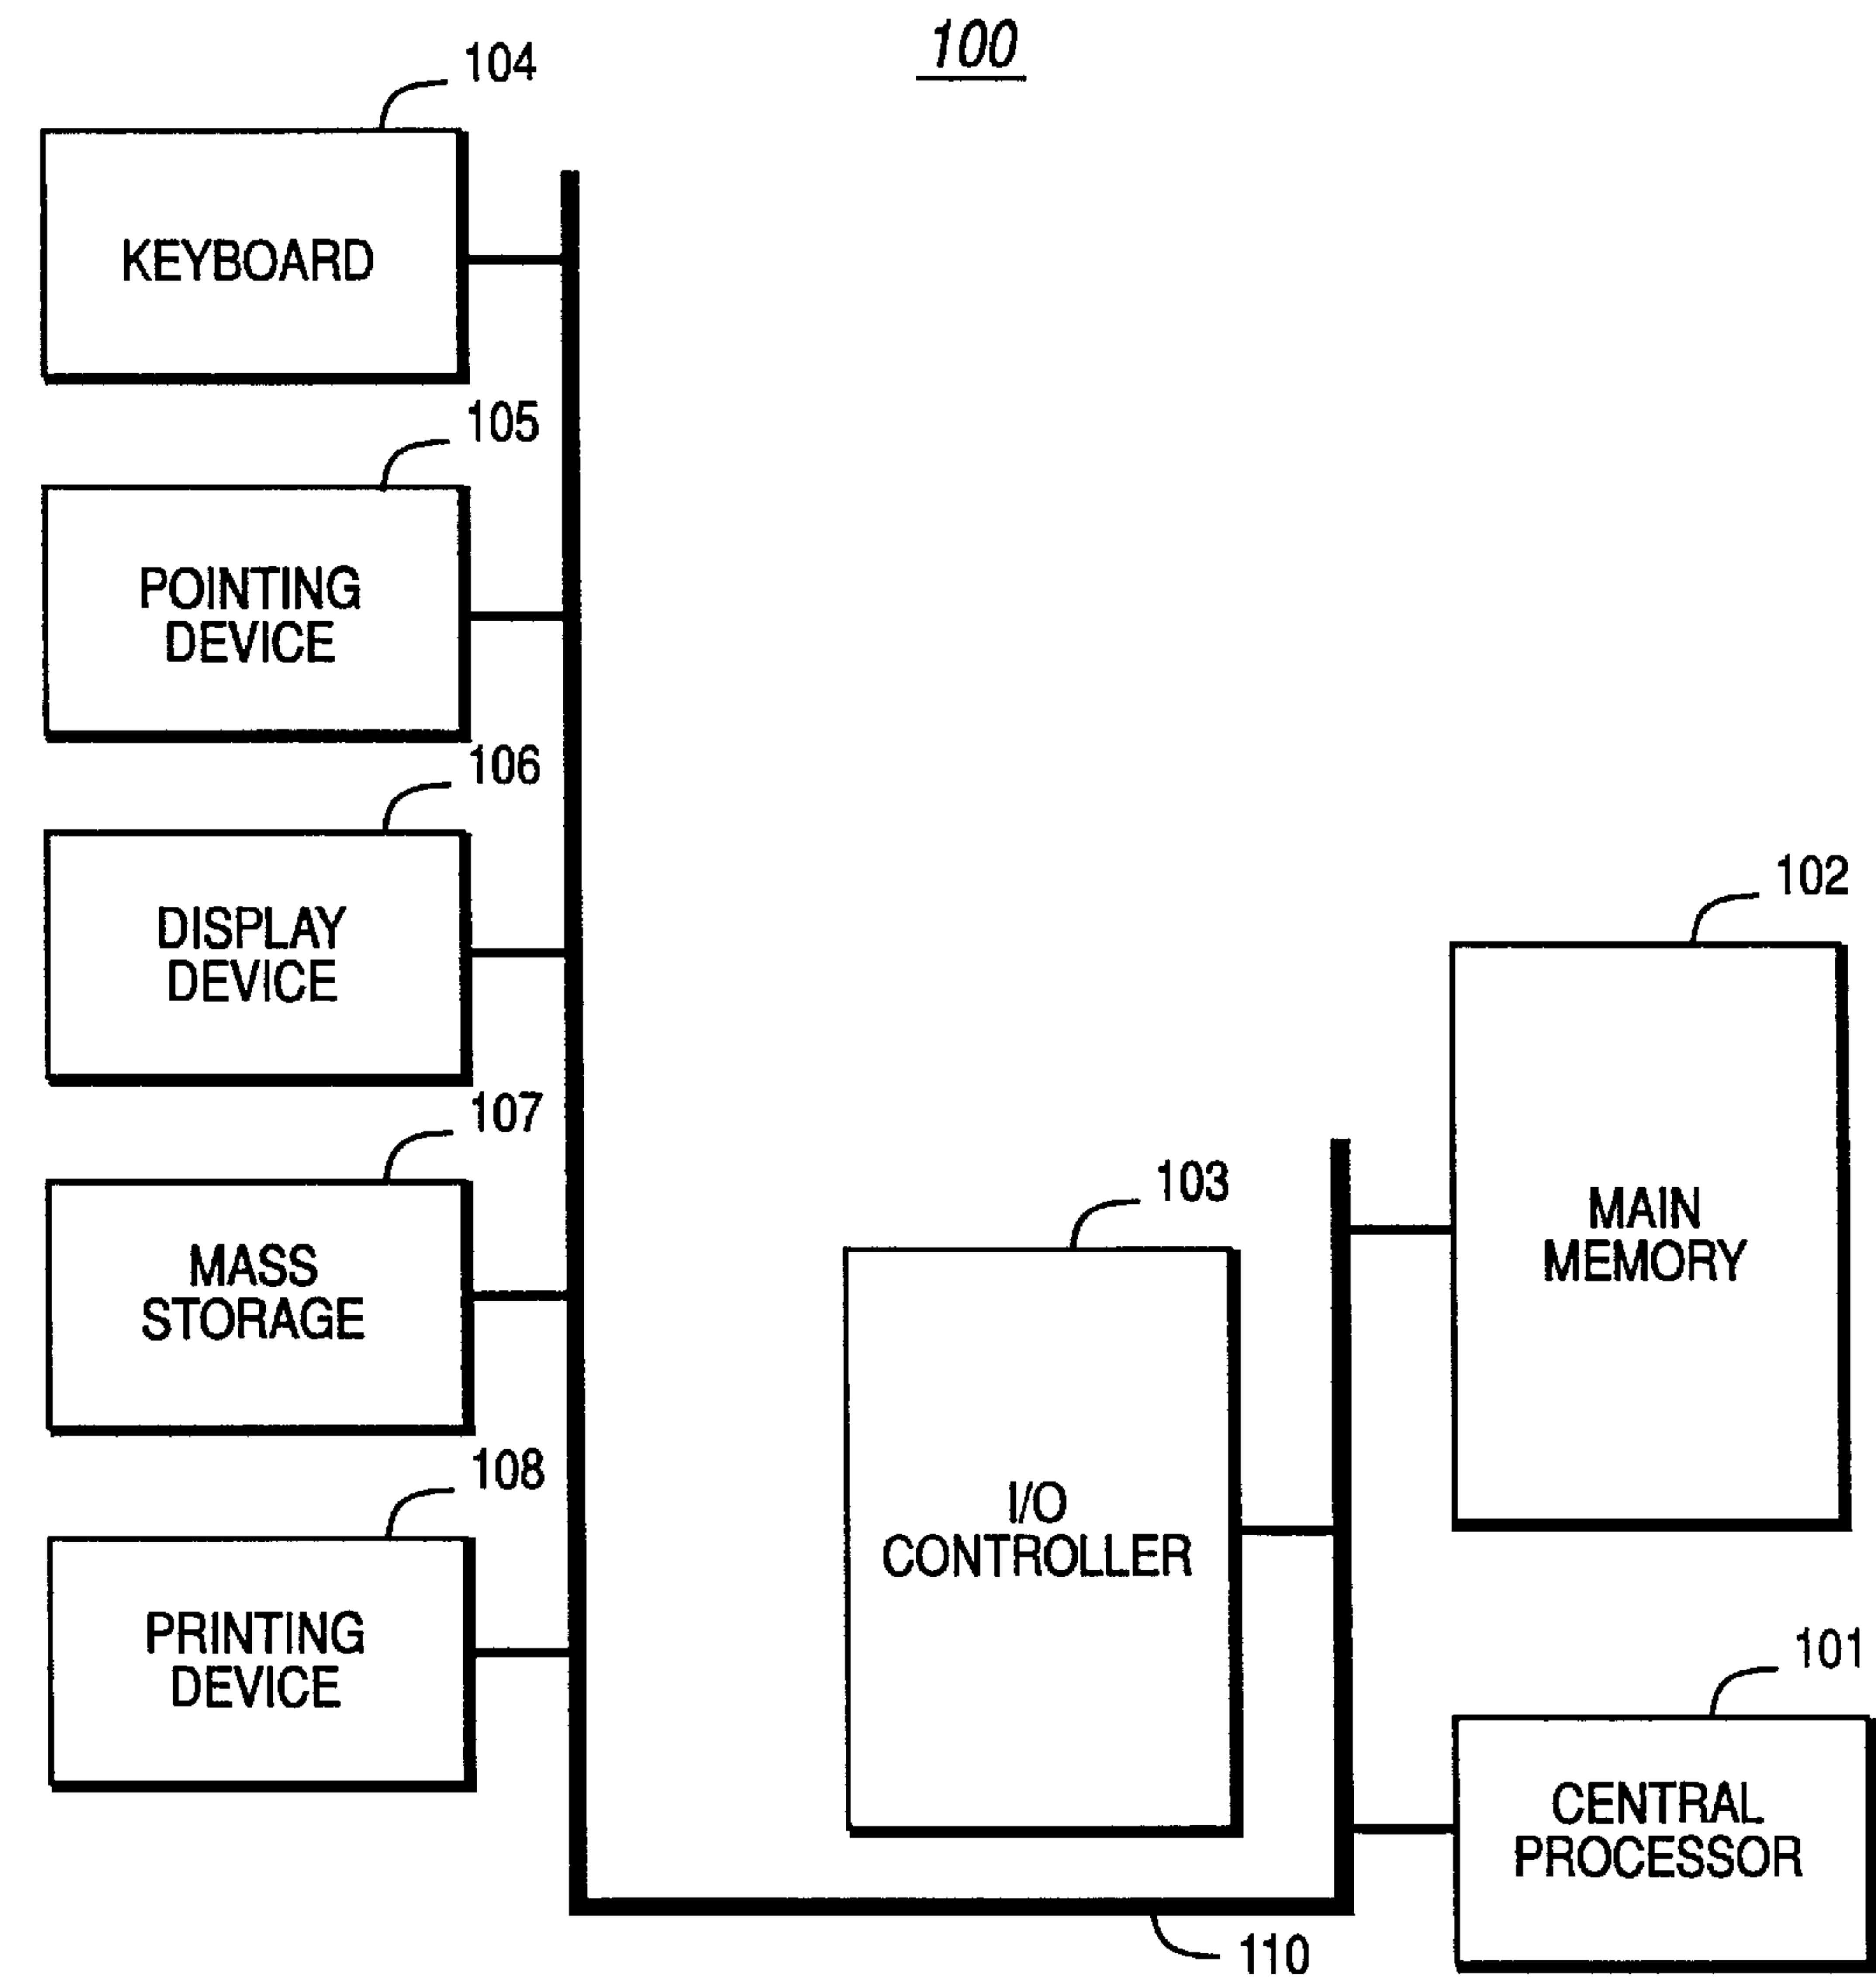 100
104
KEYBOARD
105
POINTING
DEVICE
106
DISPLAY
DEVICE
107
MASS
STORAGE
108
PRINTING
DEVICE
103
I/O
CONTROLLER
102
MAIN
MEMORY
101
CENTRAL
PROCESSOR
110